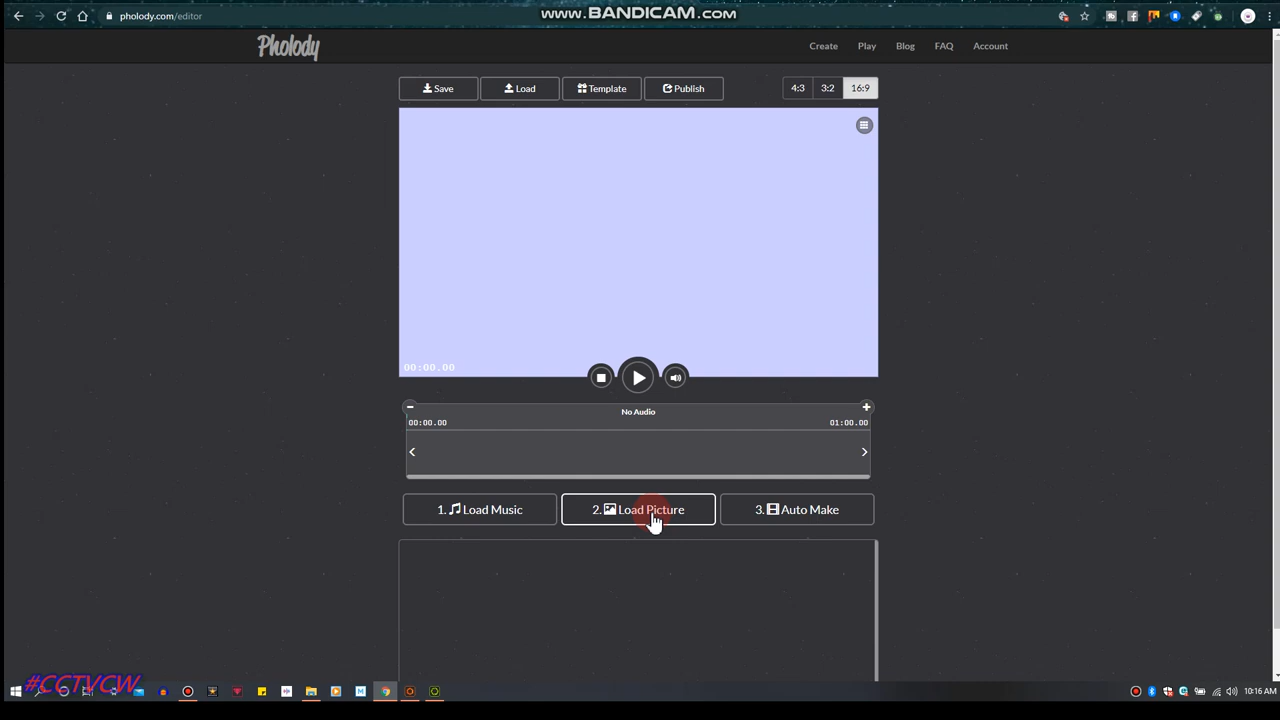 pholody.com/editor
WWW.BANDICAM.COM
Pholody
Create Play Blog FAQ Account
Save Load Template Publish 4:3 3:2 16:9
00:00.00
No Audio
00:00.00 01:00.00
1. Load Music 2. Load Picture 3. Auto Make
#CCTVCW
10:16 AM